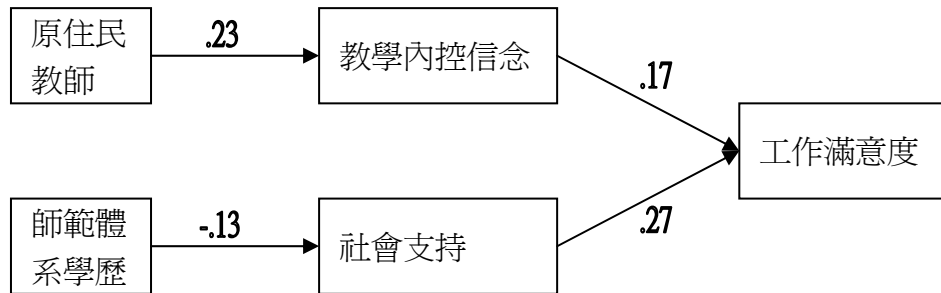 原住民
教師
.23
教學內控信念
.17
工作滿意度
師範體
系學歷
-.13
社會支持
.27